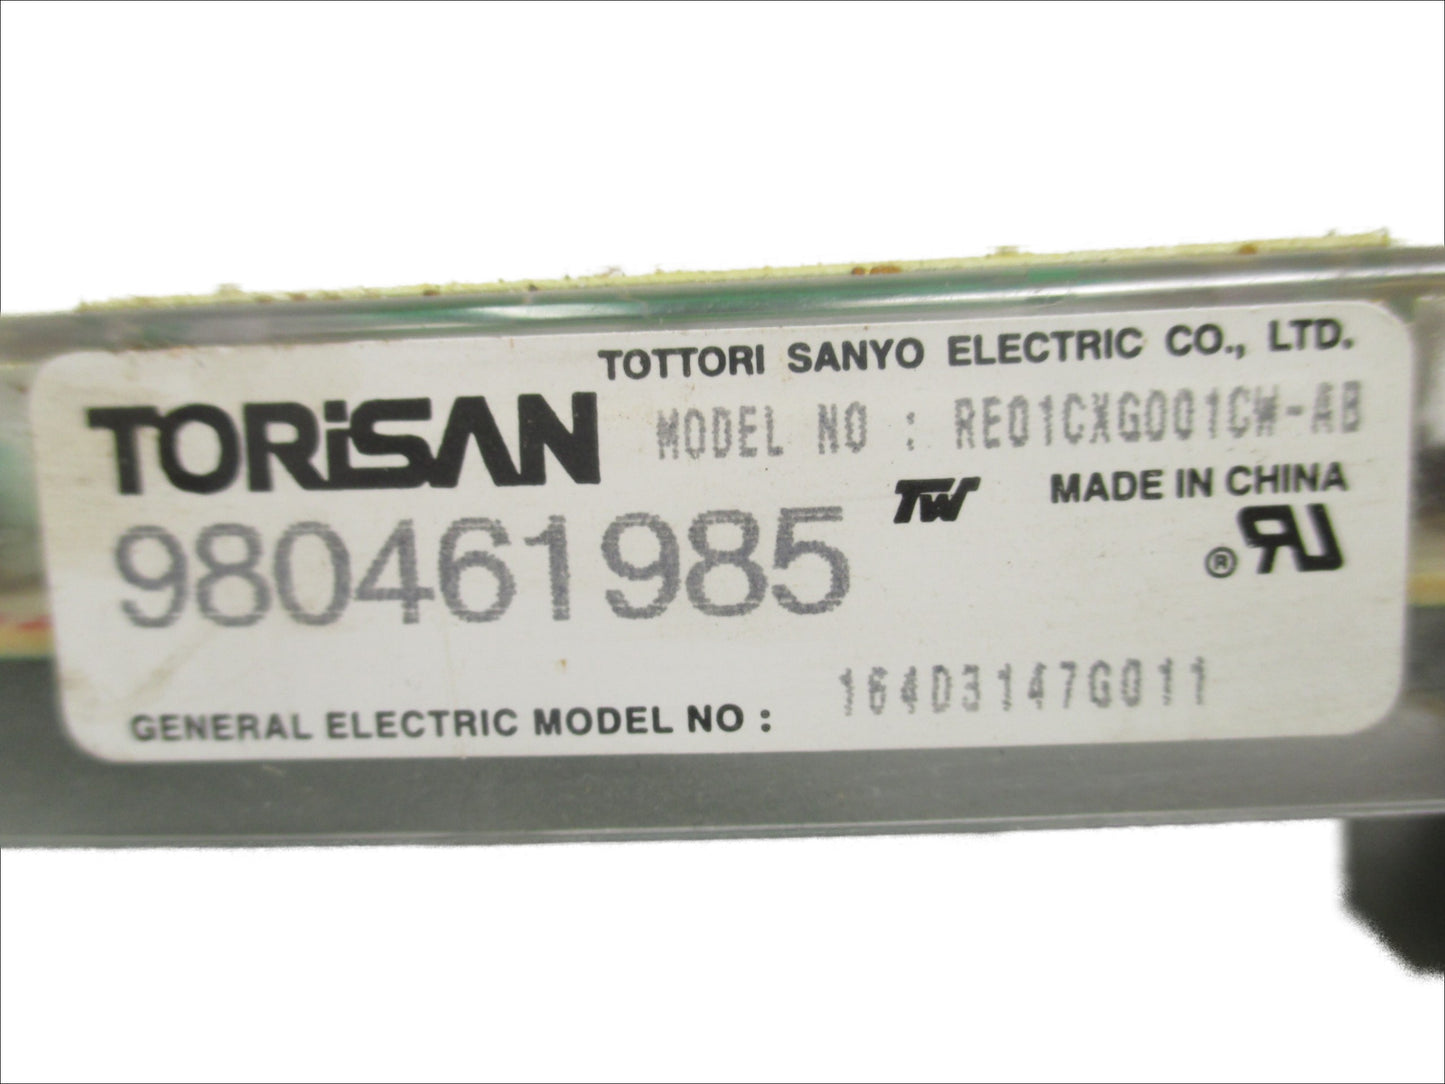 TOTTORI SANYO ELECTRIC CO., LTD.
TORiSAN
MODEL NO : RE01CXG001CW-AB
TW MADE IN CHINA
980461985
®
GENERAL ELECTRIC MODEL NO : 164D3147G011